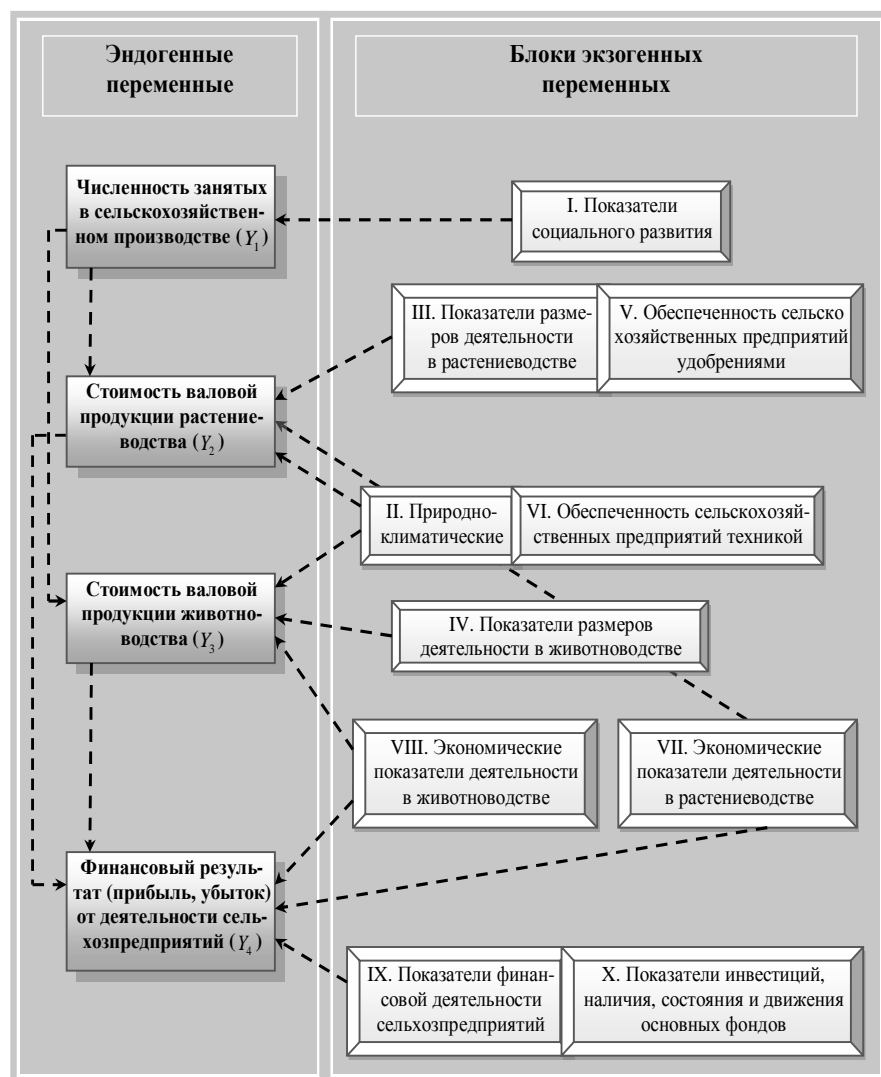 Эндогенные
переменные
Блоки экзогенных
переменных
Численность занятых
в сельскохозяйствен-
ном производстве (Y1)
I. Показатели
социального развития
III. Показатели разме-
ров деятельности
в растениеводстве
V. Обеспеченность сельско
хозяйственных предприятий
удобрениями
Стоимость валовой
продукции растение-
водства (Y2)
II. Природно-
климатические
VI. Обеспеченность сельскохозяй-
ственных предприятий техникой
Стоимость валовой
продукции животно-
водства (Y3)
IV. Показатели размеров
деятельности в животноводстве
VIII. Экономические
показатели деятельности
в животноводстве
VII. Экономические
показатели деятельности
в растениеводстве
Финансовый резуль-
тат (прибыль, убыток)
от деятельности сель-
хозпредприятий (Y4)
IX. Показатели финан-
совой деятельности
сельхозпредприятий
X. Показатели инвестиций,
наличия, состояния и движения
основных фондов